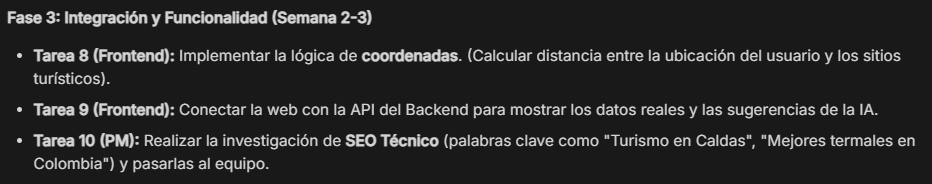 Fase 3: Integración y Funcionalidad (Semana 2-3)
• Tarea 8 (Frontend): Implementar la lógica de coordenadas. (Calcular distancia entre la ubicación del usuario y los sitios
turísticos).
• Tarea 9 (Frontend): Conectar la web con la API del Backend para mostrar los datos reales y las sugerencias de la IA.
• Tarea 10 (PM): Realizar la investigación de SEO Técnico (palabras clave como "Turismo en Caldas", "Mejores termales en
Colombia") y pasarlas al equipo.